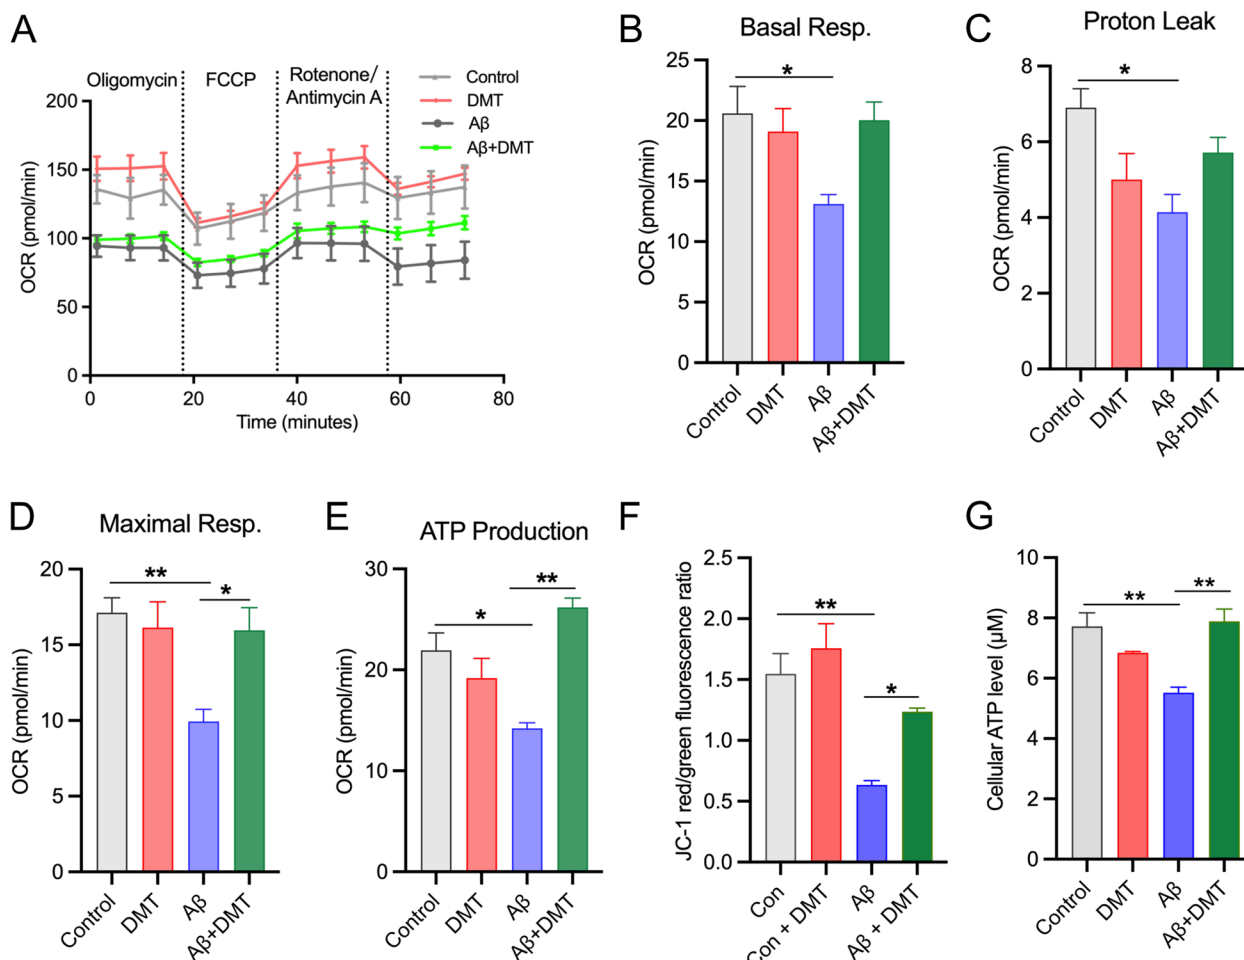 A
Oligomycin
FCCP
Rotenone/
Antimycin A
Control
DMT
Aβ
Aβ+DMT
OCR (pmol/min)
200
150
100
50
0
0 20 40 60 80
Time (minutes)
B
Basal Resp.
OCR (pmol/min)
25
20
15
10
5
0
*
Control
DMT
Aβ
Aβ+DMT
C
Proton Leak
OCR (pmol/min)
8
6
4
2
0
*
Control
DMT
Aβ
Aβ+DMT
D
Maximal Resp.
OCR (pmol/min)
20
15
10
5
0
**
*
Control
DMT
Aβ
Aβ+DMT
E
ATP Production
OCR (pmol/min)
30
20
10
0
*
**
Control
DMT
Aβ
Aβ+DMT
F
JC-1 red/green fluorescence ratio
2.5
2.0
1.5
1.0
0.5
0.0
**
*
Con
Con + DMT
Aβ
Aβ + DMT
G
Cellular ATP level (μM)
10
8
6
4
2
0
**
**
Control
DMT
Aβ
Aβ+DMT